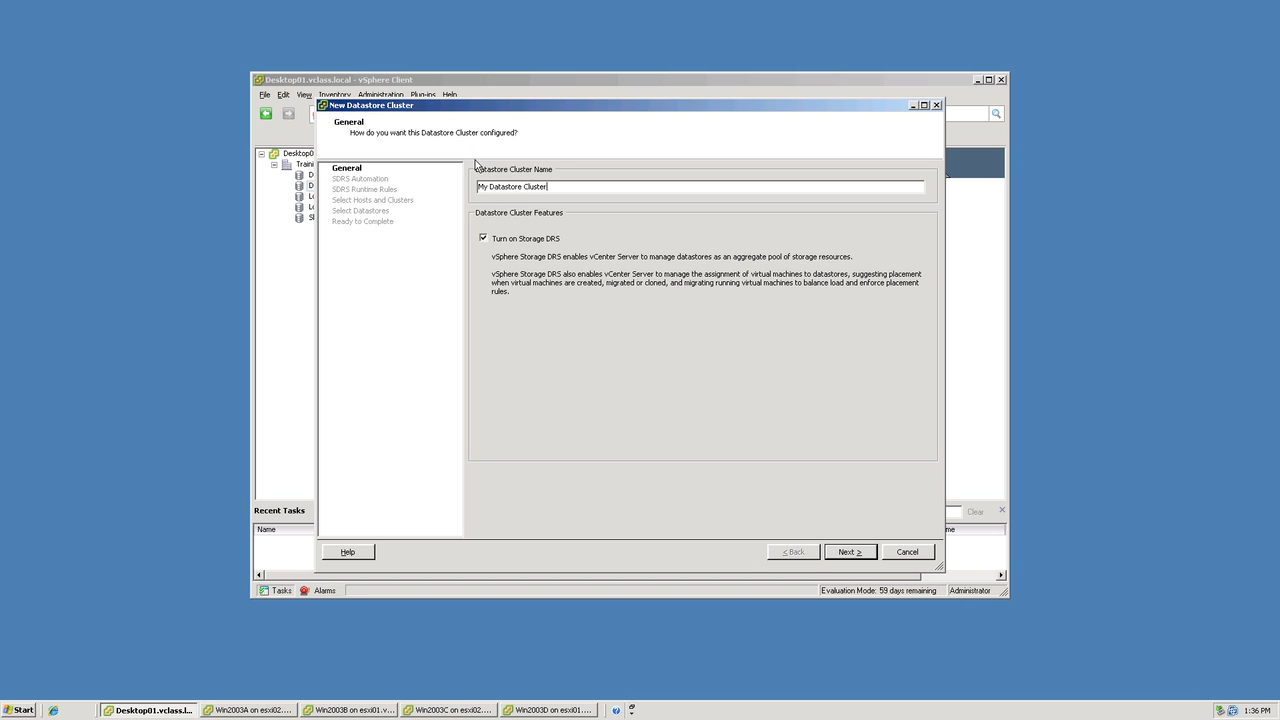 Desktop01.vclass.local - vSphere Client
File Edit View Inventory Administration Plug-ins Help
New Datastore Cluster
General
How do you want this Datastore Cluster configured?
General
SDRS Automation
SDRS Runtime Rules
Select Hosts and Clusters
Select Datastores
Ready to Complete
Datastore Cluster Name
My Datastore Cluster
Datastore Cluster Features
Turn on Storage DRS
vSphere Storage DRS enables vCenter Server to manage datastores as an aggregate pool of storage resources.
vSphere Storage DRS also enables vCenter Server to manage the assignment of virtual machines to datastores, suggesting placement
when virtual machines are created, migrated or cloned, and migrating running virtual machines to balance load and enforce placement
rules.
Help
< Back
Next >
Cancel
Recent Tasks
Clear
Name
Tasks
Alarms
Evaluation Mode: 59 days remaining
Administrator
Start
Desktop01.vclass.l...
Win2003A on esxi02....
Win2003B on esxi01.v...
Win2003C on esxi02....
Win2003D on esxi01....
1:36 PM